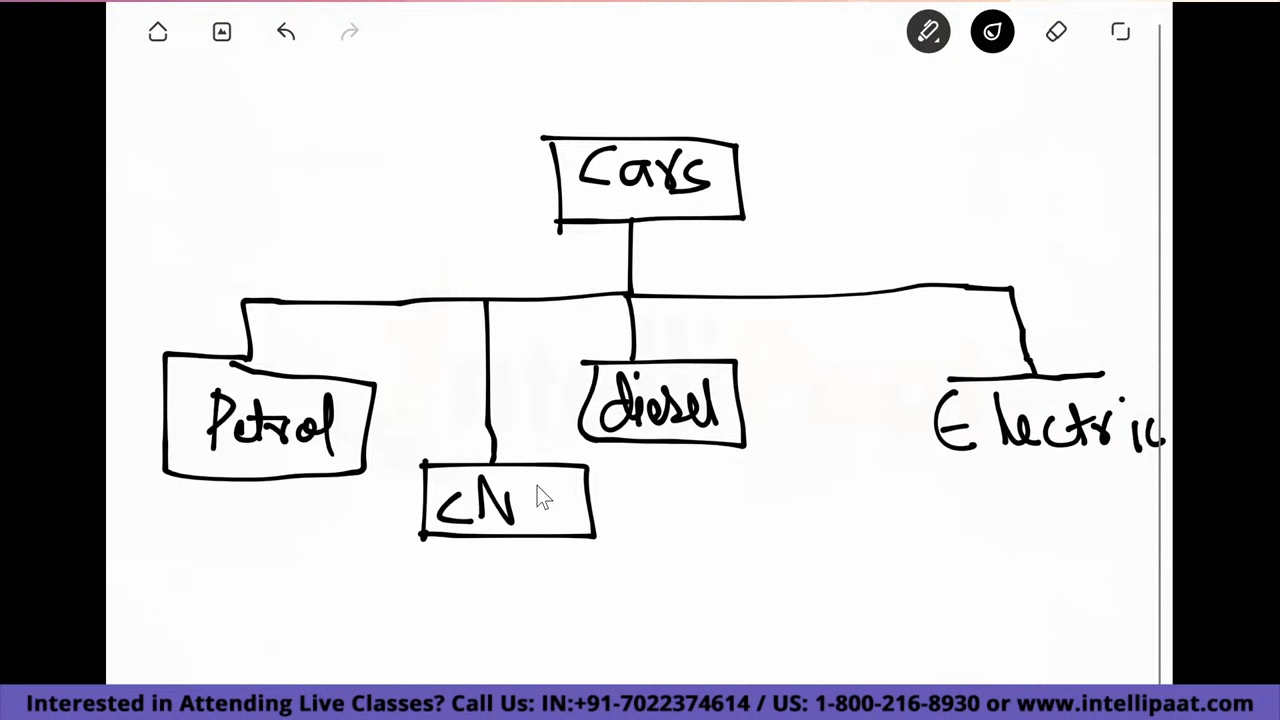 Cars
Petrol
CN
diesel
Electric
Interested in Attending Live Classes? Call Us: IN:+91-7022374614 / US: 1-800-216-8930 or www.intellipaat.com